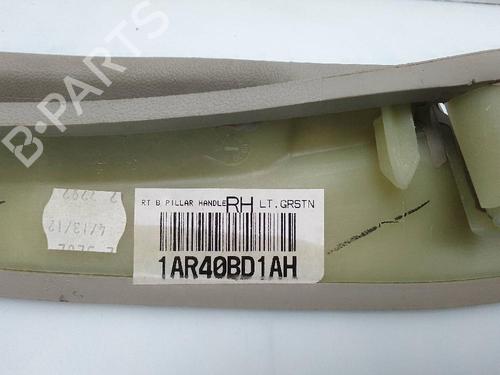 B-PARTS
RT B PILLAR HANDLE RH LT.GRSTN
1AR40BD1AH
4/13/12